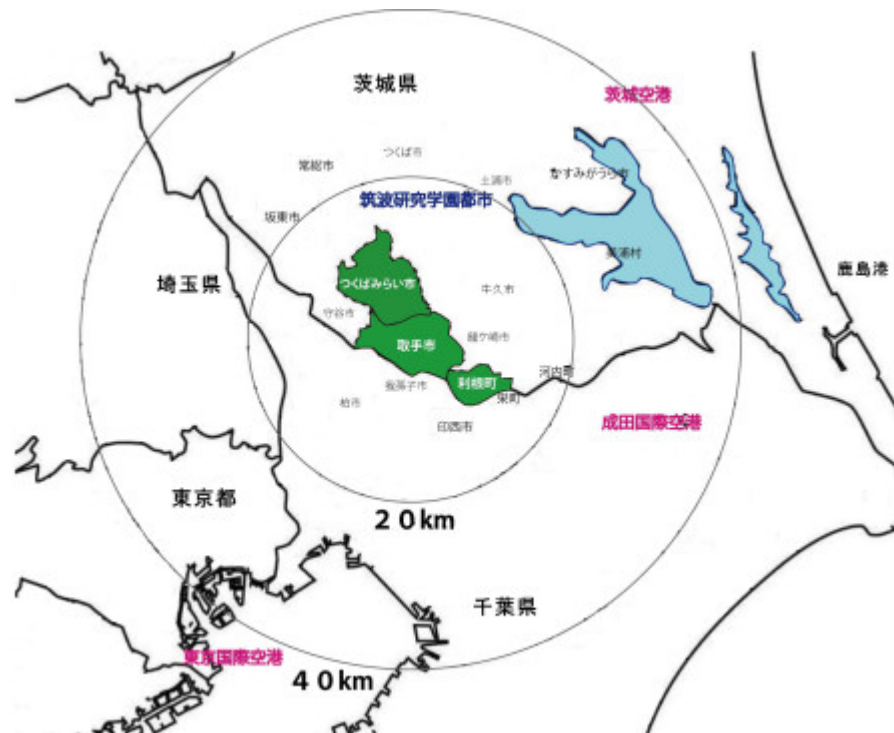 茨城県
茨城空港
つくば市
常総市
土浦市
かすみがうら市
筑波研究学園都市
坂東市
美浦村
鹿島港
埼玉県
つくばみらい市
牛久市
守谷市
龍ケ崎市
取手市
河内町
利根町
我孫子市
栄町
柏市
成田国際空港
印西市
東京都
20km
千葉県
東京国際空港
40km